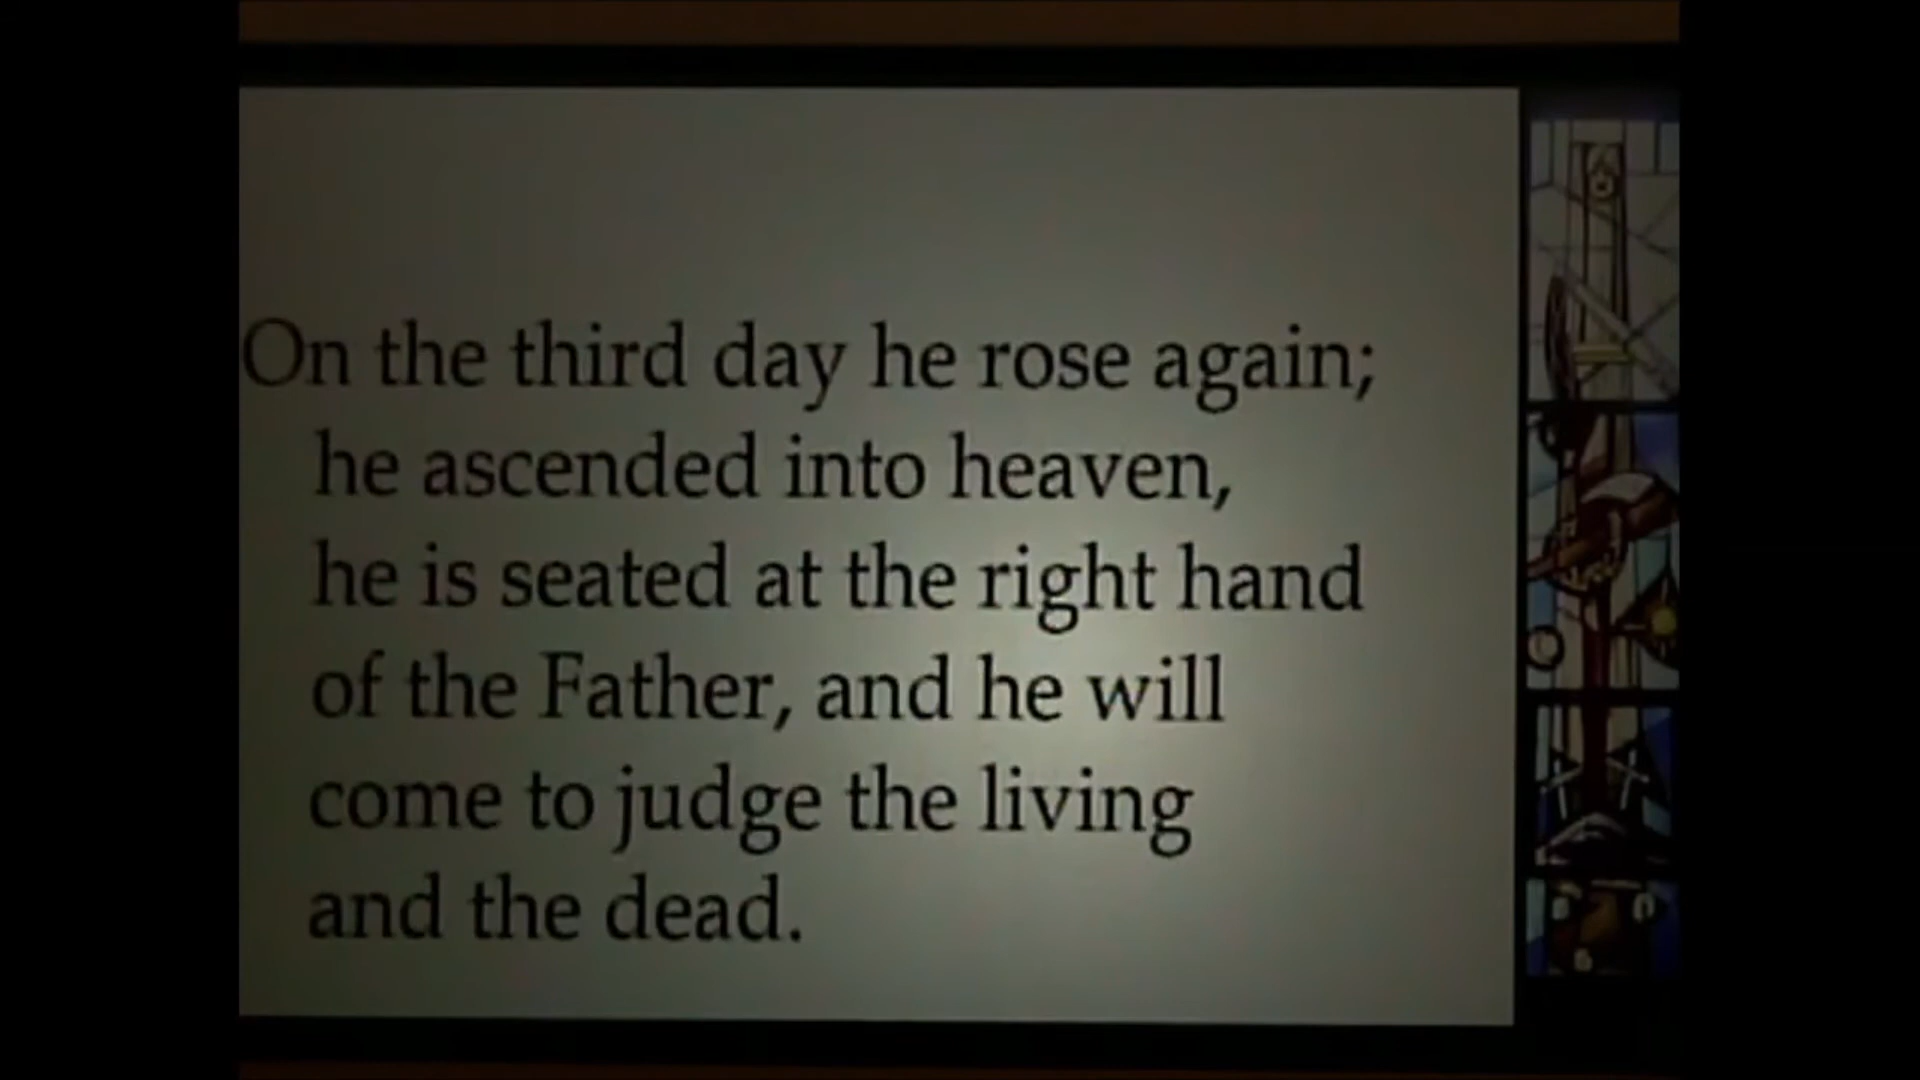 On the third day he rose again;
he ascended into heaven,
he is seated at the right hand
of the Father, and he will
come to judge the living
and the dead.